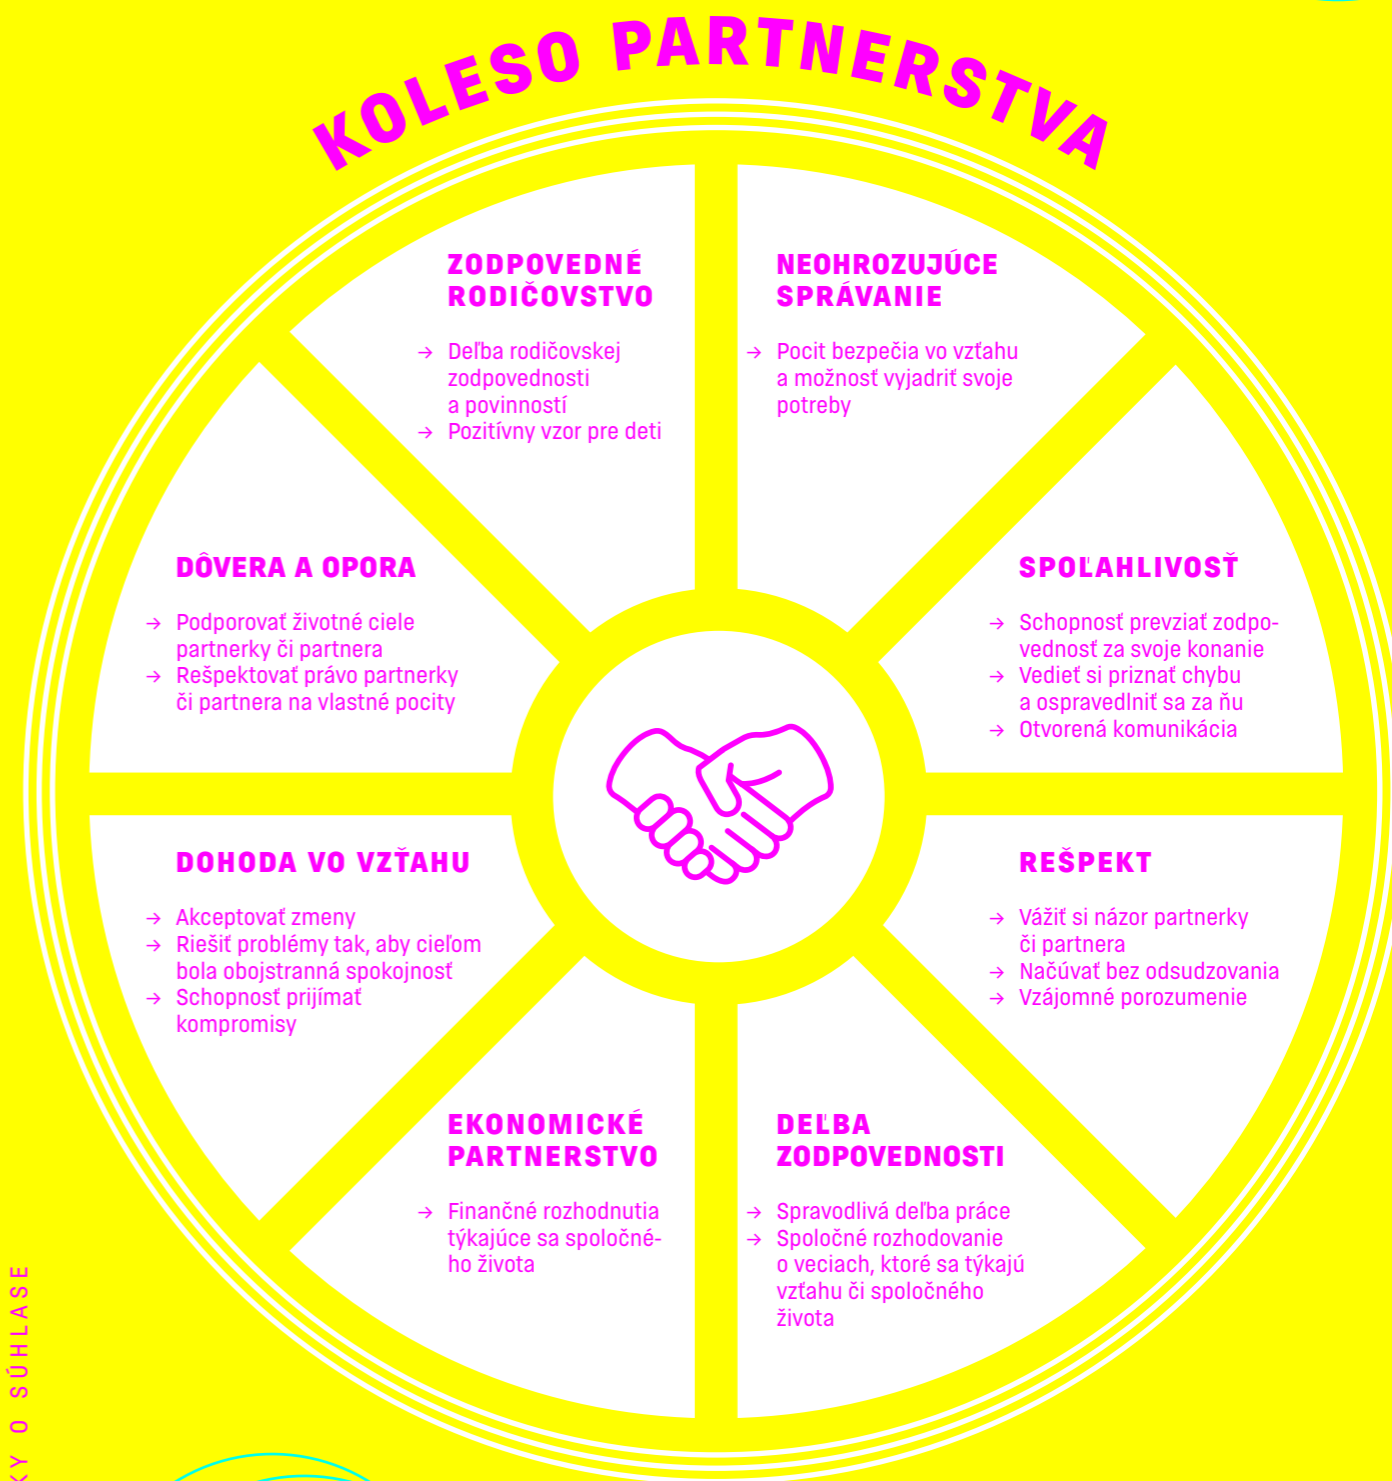 KOLESO PARTNERSTVA
ZODPOVEDNÉ
RODIČOVSTVO
→ Deľba rodičovskej
zodpovednosti
a povinností
→ Pozitívny vzor pre deti
NEOHROZUJÚCE
SPRÁVANIE
→ Pocit bezpečia vo vzťahu
a možnosť vyjadriť svoje
potreby
DÔVERA A OPORA
→ Podporovať životné ciele
partnerky či partnera
→ Rešpektovať právo partnerky
či partnera na vlastné pocity
SPOĽAHLIVOSŤ
→ Schopnosť prevziať zodpo-
vednosť za svoje konanie
→ Vedieť si priznať chybu
a ospravedlniť sa za ňu
→ Otvorená komunikácia
DOHODA VO VZŤAHU
→ Akceptovať zmeny
→ Riešiť problémy tak, aby cieľom
bola obojstranná spokojnosť
→ Schopnosť prijímať
kompromisy
REŠPEKT
→ Vážiť si názor partnerky
či partnera
→ Načúvať bez odsudzovania
→ Vzájomné porozumenie
EKONOMICKÉ
PARTNERSTVO
→ Finančné rozhodnutia
týkajúce sa spoločné-
ho života
DEĽBA
ZODPOVEDNOSTI
→ Spravodlivá deľba práce
→ Spoločné rozhodovanie
o veciach, ktoré sa týkajú
vzťahu či spoločného
života
O SÚHLASE